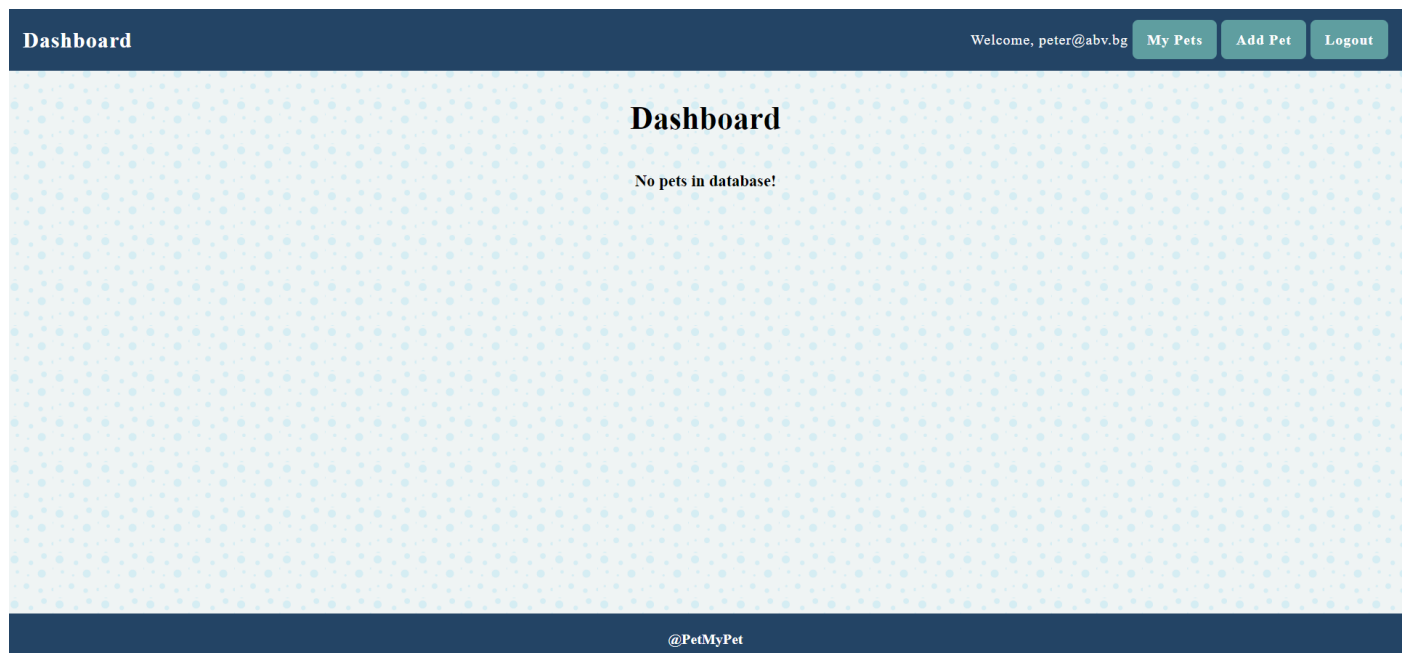 Dashboard
Welcome, peter@abv.bg My Pets Add Pet Logout
Dashboard
No pets in database!
@PetMyPet